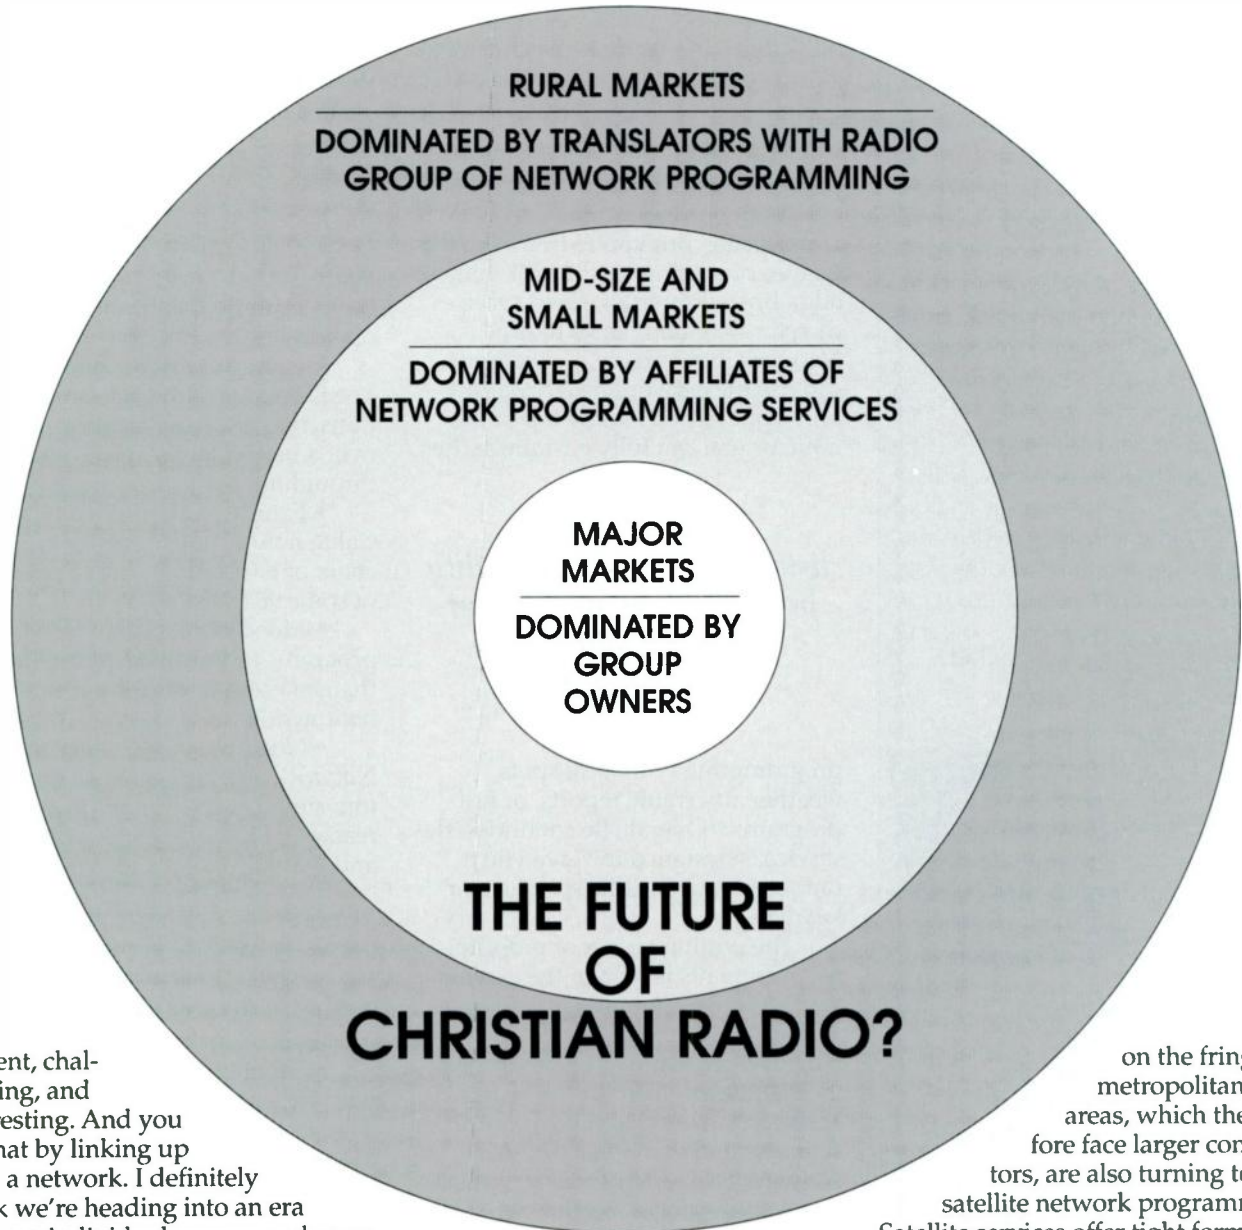 RURAL MARKETS
DOMINATED BY TRANSLATORS WITH RADIO
GROUP OF NETWORK PROGRAMMING
MID-SIZE AND
SMALL MARKETS
DOMINATED BY AFFILIATES OF
NETWORK PROGRAMMING SERVICES
MAJOR
MARKETS
DOMINATED BY
GROUP
OWNERS
THE FUTURE
OF
CHRISTIAN RADIO?
ent, chal-
ing, and
resting. And you
hat by linking up
a network. I definitely
k we're heading into an era
on the fring
metropolitan
areas, which the
fore face larger con
tors, are also turning t
satellite network programm